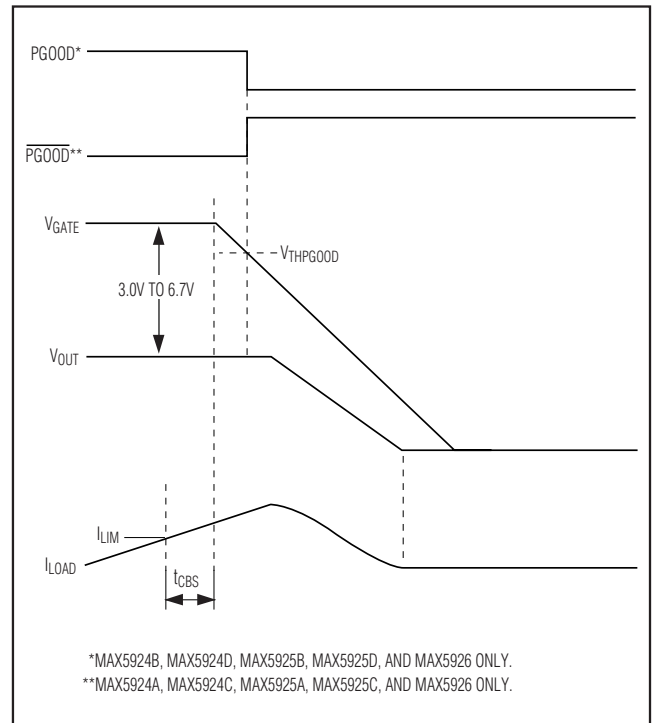 PGOOD*
PGOOD**
VGATE
VTHPGOOD
3.0V TO 6.7V
VOUT
ILIM
ILOAD
tCBS
*MAX5924B, MAX5924D, MAX5925B, MAX5925D, AND MAX5926 ONLY.
**MAX5924A, MAX5924C, MAX5925A, MAX5925C, AND MAX5926 ONLY.